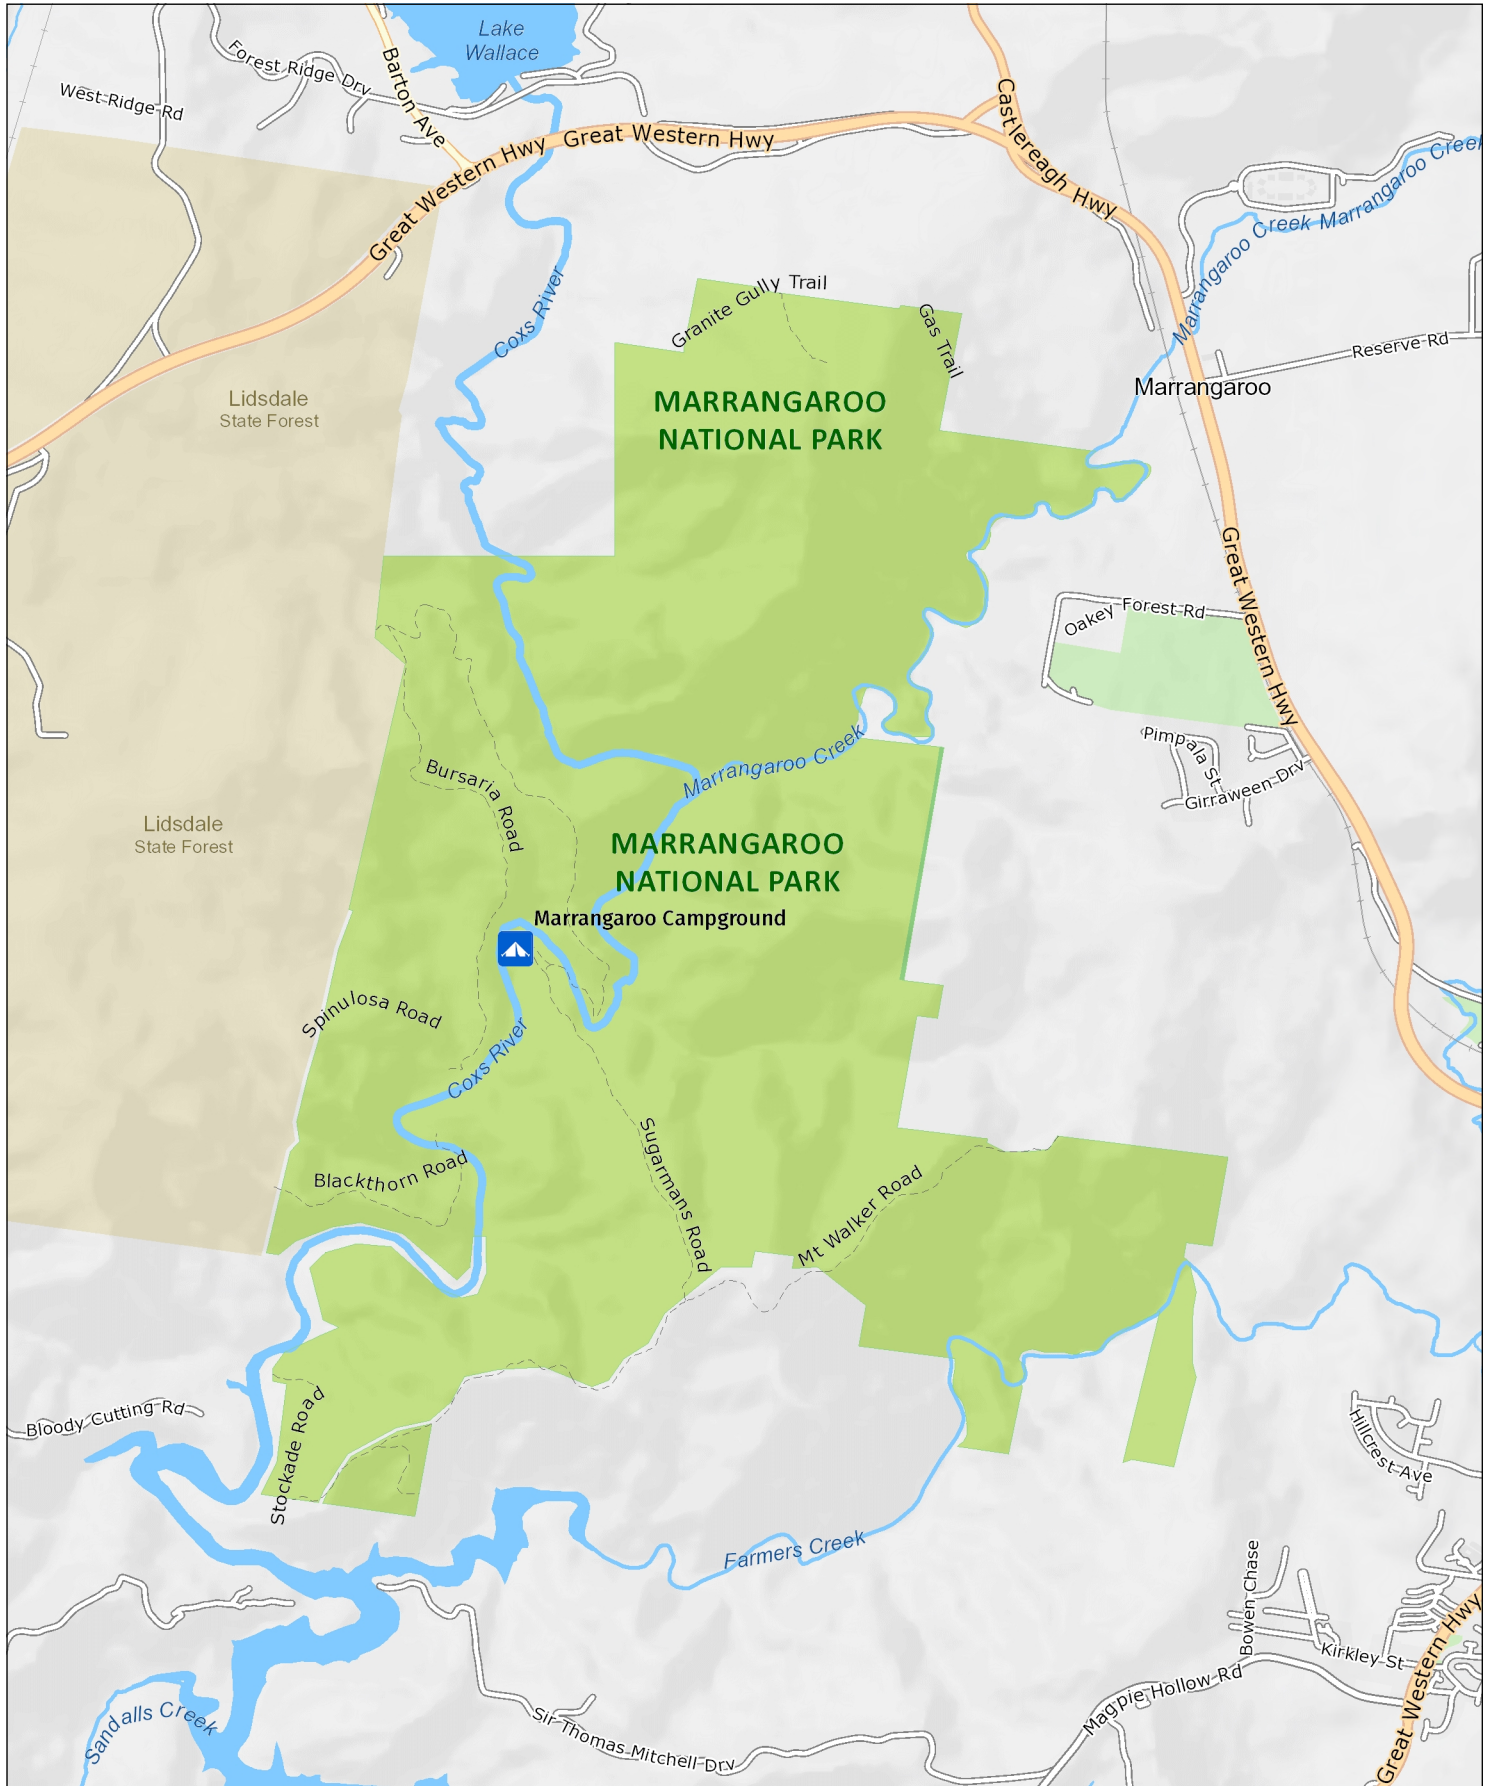 Lake
Wallace
Forest Ridge Drv
Barton Ave
West Ridge Rd
Great Western Hwy
Great Western Hwy
Castlereagh Hwy
Marrangaroo Creek
Marrangaroo Creek
Coxs River
Granite Gully Trail
Gas Trail
Reserve Rd
Marrangaroo
Lidsdale
State Forest
MARRANGAROO
NATIONAL PARK
Great Western Hwy
Oakey Forest Rd
Pimpala St
Girraween Drv
Marrangaroo Creek
Bursaria Road
Lidsdale
State Forest
MARRANGAROO
NATIONAL PARK
Marrangaroo Campground
Spinulosa Road
Coxs River
Blackthorn Road
Sugarmans Road
Mt Walker Road
Stockade Road
Bloody Cutting Rd
Hillcrest Ave
Farmers Creek
Bowen Chase
Kirkley St
Magpie Hollow Rd
Great Western Hwy
Sandalls Creek
Sir Thomas Mitchell Drv